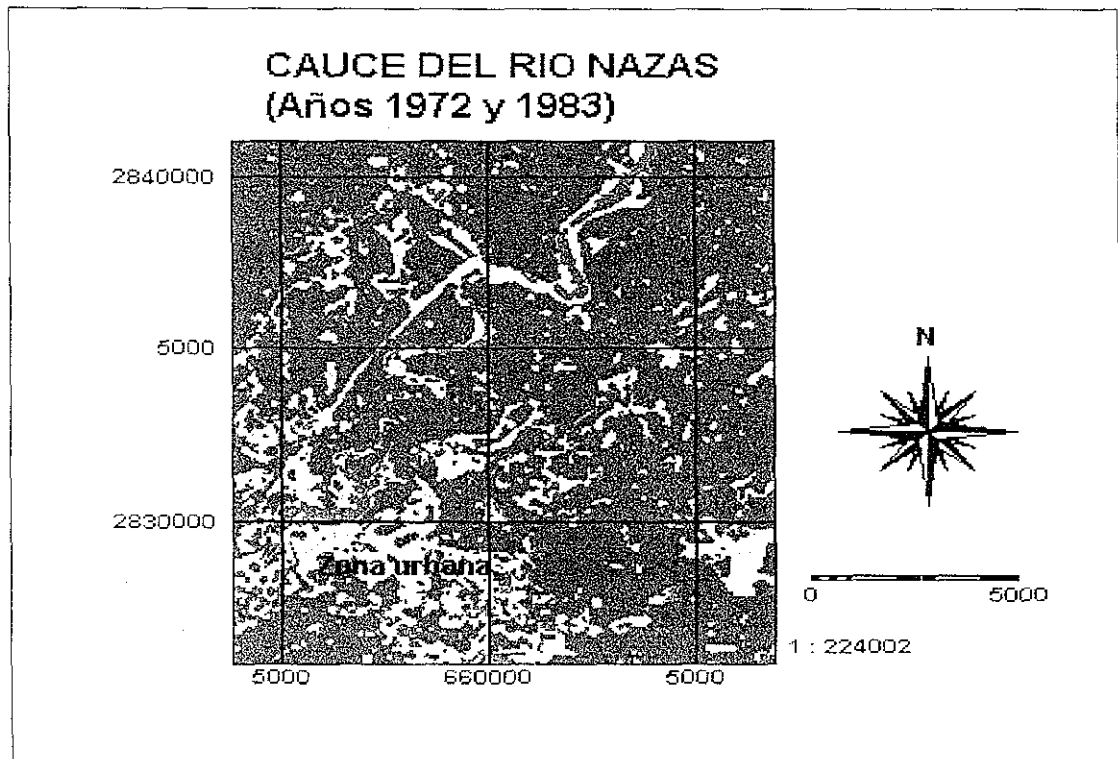 CAUCE DEL RIO NAZAS
(Años 1972 y 1983)
2840000
5000
2830000
Zona urbana
5000
660000
5000
N
0
5000
1 : 224002